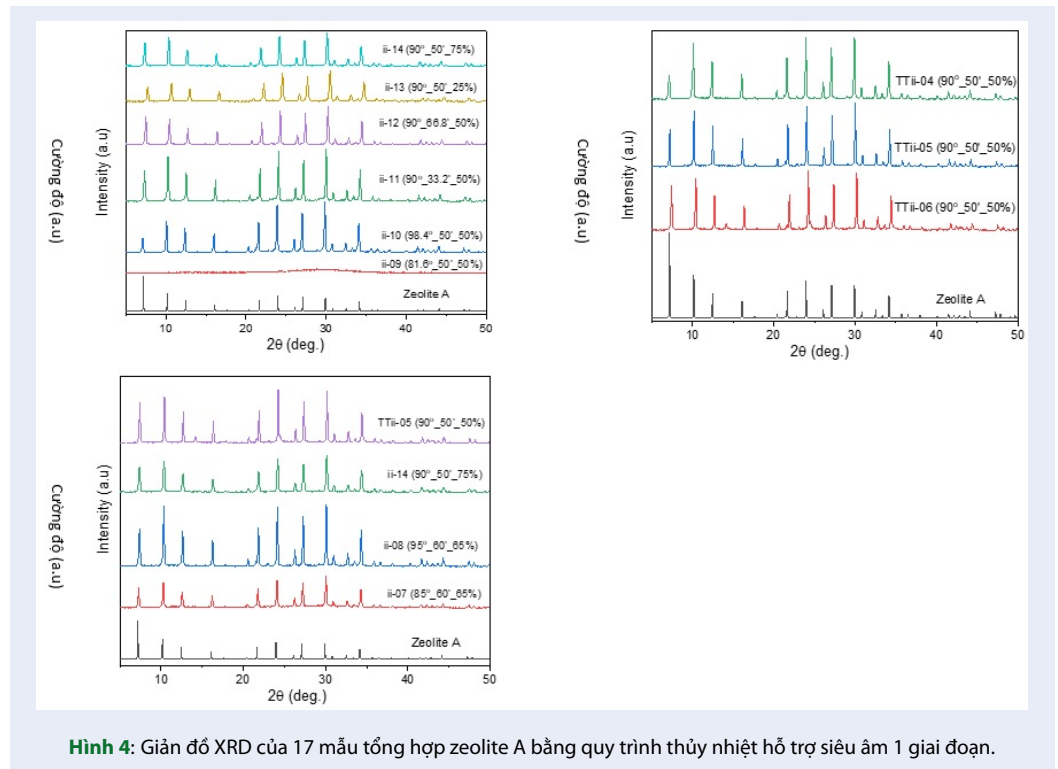 ii-14 (90°_50'_75%)
ii-13 (90°_50'_25%)
ii-12 (90°_66.8'_50%)
ii-11 (90°_33.2'_50%)
ii-10 (98.4°_50'_50%)
ii-09 (81.6°_50'_50%)
Zeolite A
Cường độ (a.u)
Intensity (a.u)
10 20 30 40 50
2θ (deg.)
TTii-04 (90°_50'_50%)
TTii-05 (90°_50'_50%)
TTii-06 (90°_50'_50%)
Zeolite A
Cường độ (a.u)
Intensity (a.u)
10 20 30 40 50
2θ (deg.)
TTii-05 (90°_50'_50%)
ii-14 (90°_50'_75%)
ii-08 (95°_60'_65%)
ii-07 (85°_60'_65%)
Zeolite A
Cường độ (a.u)
Intensity (a.u)
10 20 30 40 50
2θ (deg.)
Hình 4: Giản đồ XRD của 17 mẫu tổng hợp zeolite A bằng quy trình thủy nhiệt hỗ trợ siêu âm 1 giai đoạn.